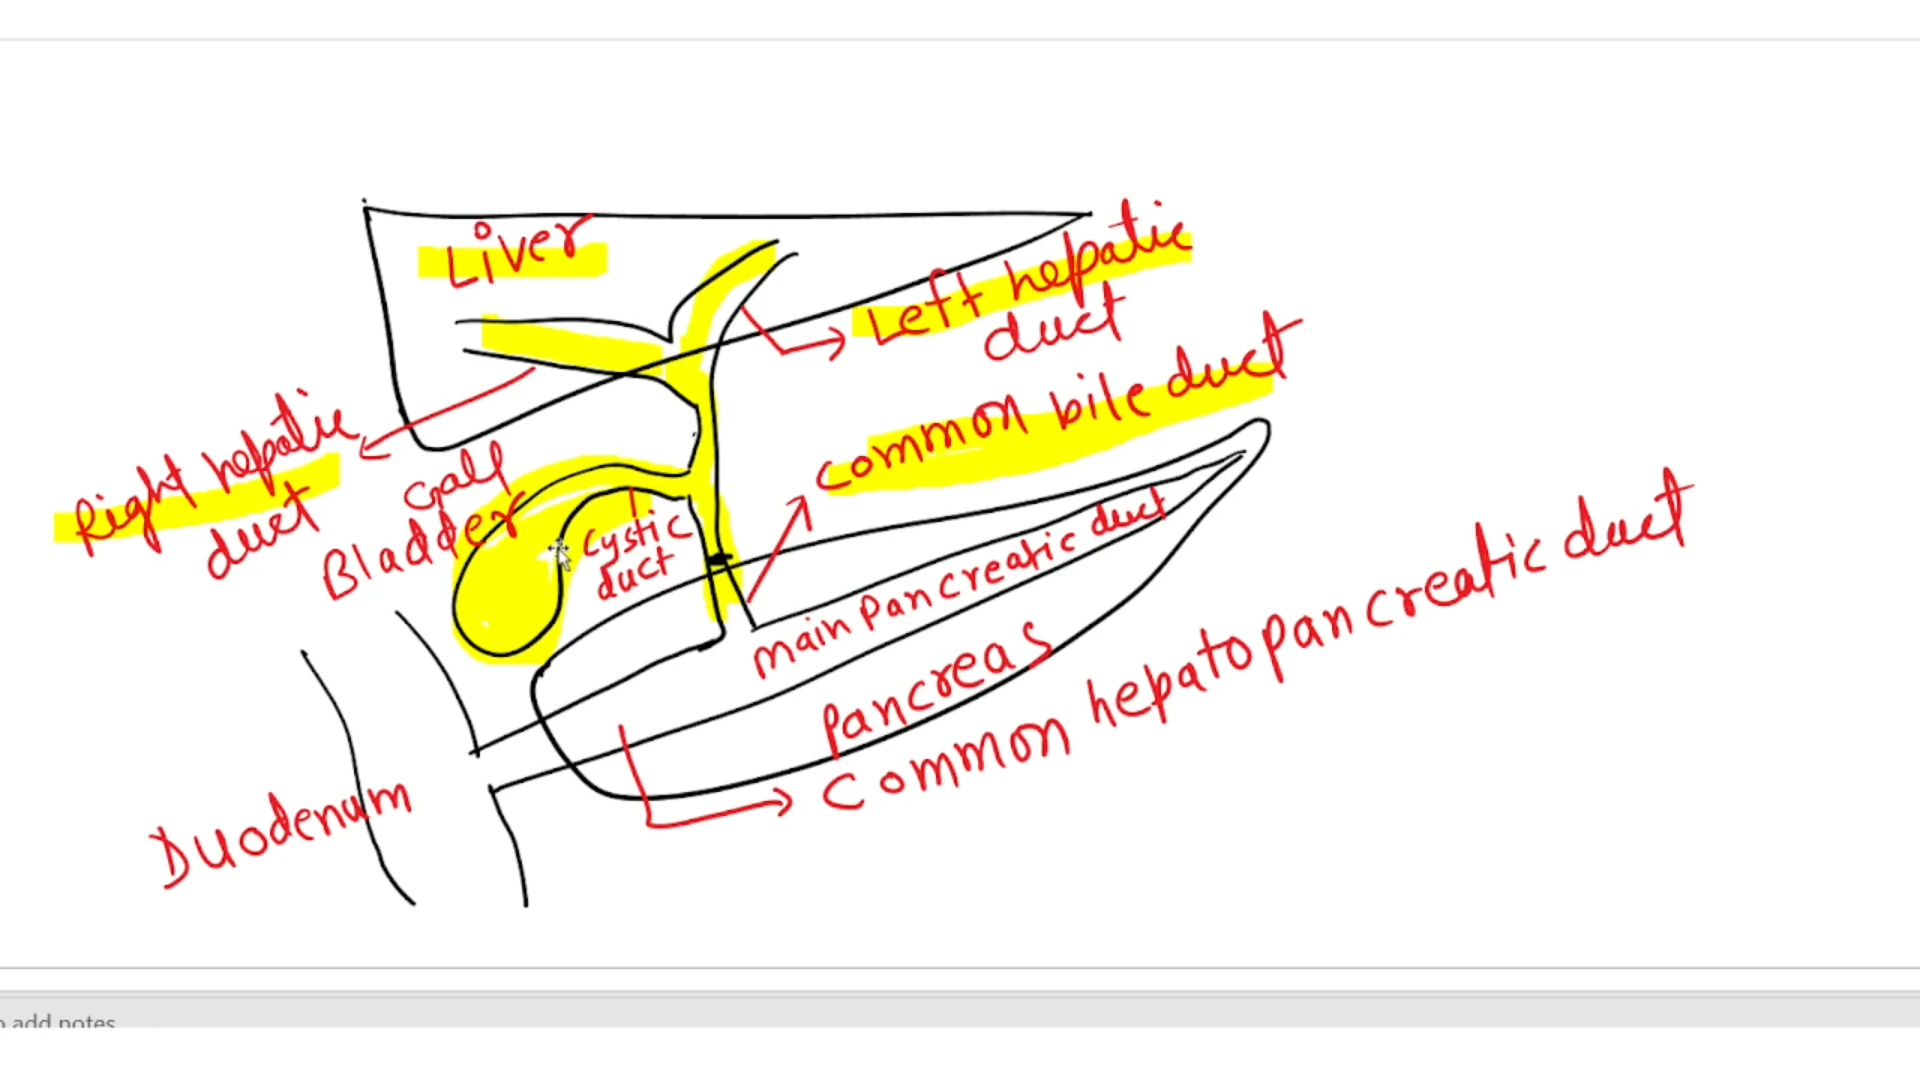 Liver
Left hepatic
duct
common bile duct
Right hepatic
duct
Gall
Bladder
cystic
duct
main pancreatic duct
pancreas
Common hepatopancreatic duct
Duodenum
add notes